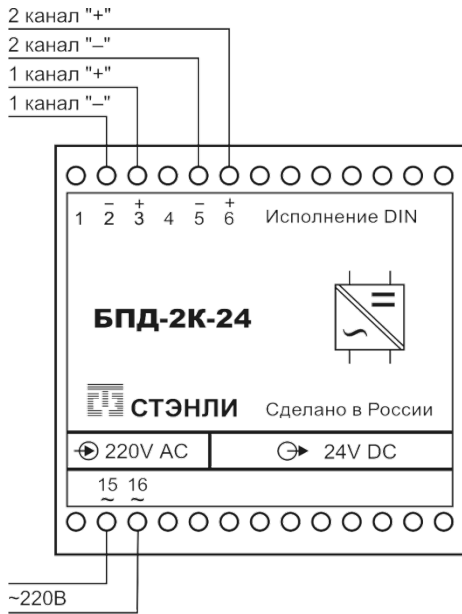 2 канал "+"
2 канал "–"
1 канал "+"
1 канал "–"
– + – +
1 2 3 4 5 6 Исполнение DIN
БПД-2К-24
СТЭНЛИ Сделано в России
220V AC 24V DC
15 16
~ ~
~220В